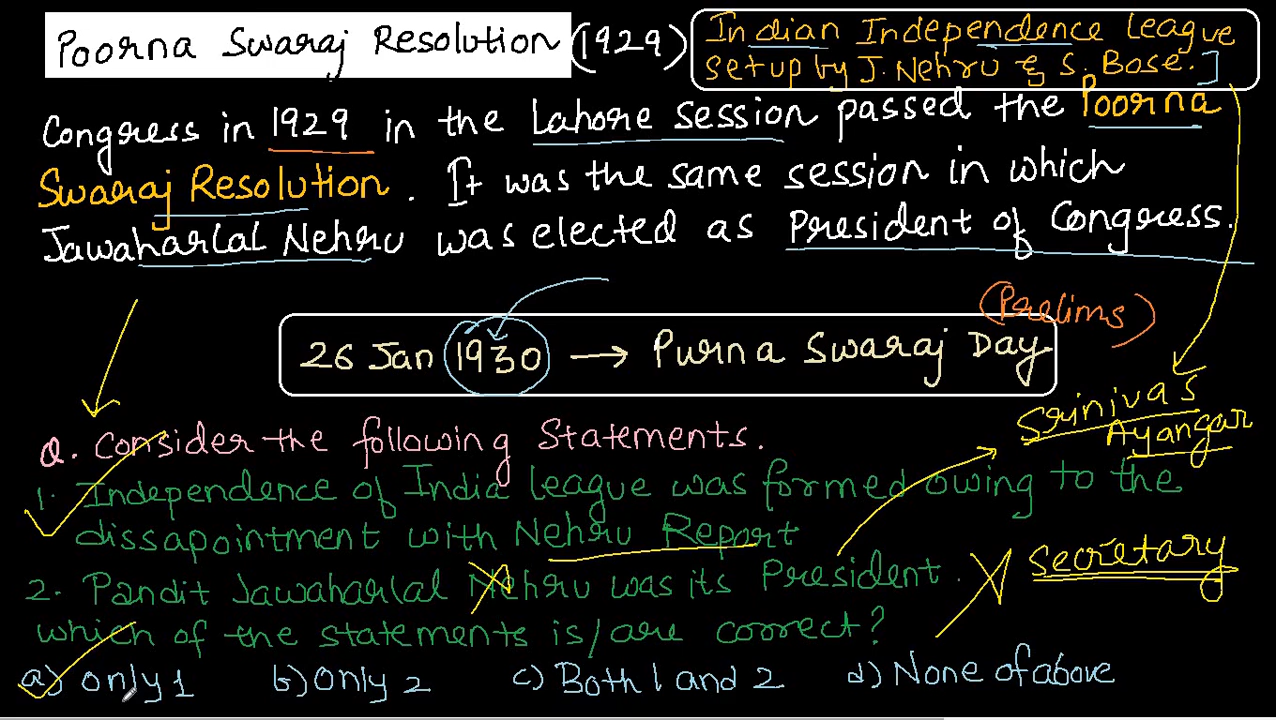 Poorna Swaraj Resolution (1929)
Indian Independence League
setup by J. Nehru & S. Bose.]
Congress in 1929 in the Lahore session passed the Poorna
Swaraj Resolution. It was the same session in which
Jawaharlal Nehru was elected as President of Congress.
(Prelims)
26 Jan 1930 → Purna Swaraj Day
Srinivas
Ayangar
Q. Consider the following Statements.
1. Independence of India league was formed owing to the
dissapointment with Nehru Report
2. Pandit Jawaharlal Nehru was its President.
Secretary
which of the statements is/are correct?
a) only 1 b) Only 2 c) Both 1 and 2 d) None of above